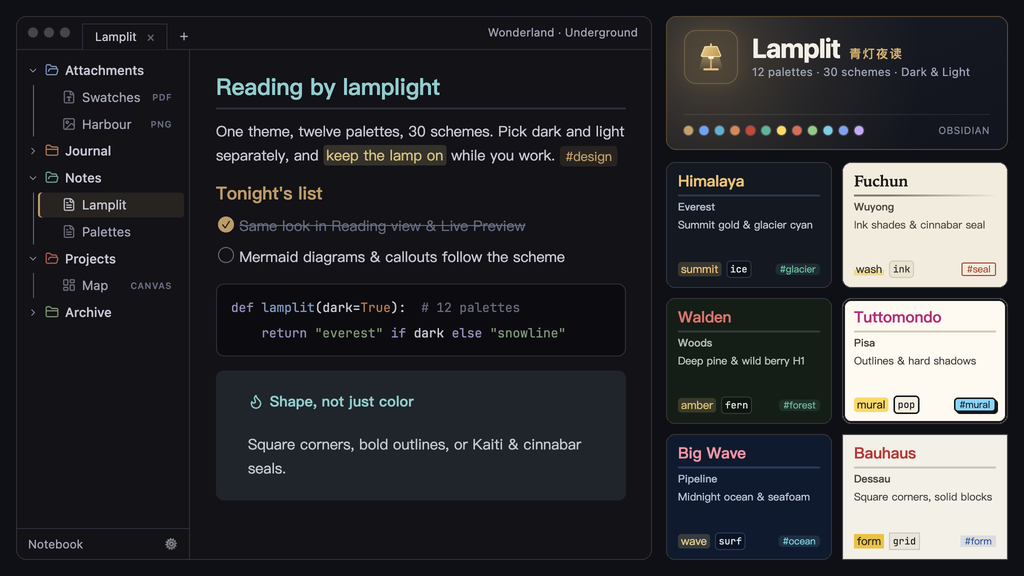 Lamplit
Wonderland · Underground
Attachments
Swatches PDF
Harbour PNG
Journal
Notes
Lamplit
Palettes
Projects
Map CANVAS
Archive
Notebook
Reading by lamplight
One theme, twelve palettes, 30 schemes. Pick dark and light
separately, and keep the lamp on while you work. #design
Tonight's list
Same look in Reading view & Live Preview
Mermaid diagrams & callouts follow the scheme
def lamplit(dark=True):  # 12 palettes
    return "everest" if dark else "snowline"
Shape, not just color
Square corners, bold outlines, or Kaiti & cinnabar
seals.
Lamplit 青灯夜读
12 palettes · 30 schemes · Dark & Light
OBSIDIAN
Himalaya
Everest
Summit gold & glacier cyan
summit ice #glacier
Fuchun
Wuyong
Ink shades & cinnabar seal
wash ink #seal
Walden
Woods
Deep pine & wild berry H1
amber fern #forest
Tuttomondo
Pisa
Outlines & hard shadows
mural pop #mural
Big Wave
Pipeline
Midnight ocean & seafoam
wave surf #ocean
Bauhaus
Dessau
Square corners, solid blocks
form grid #form